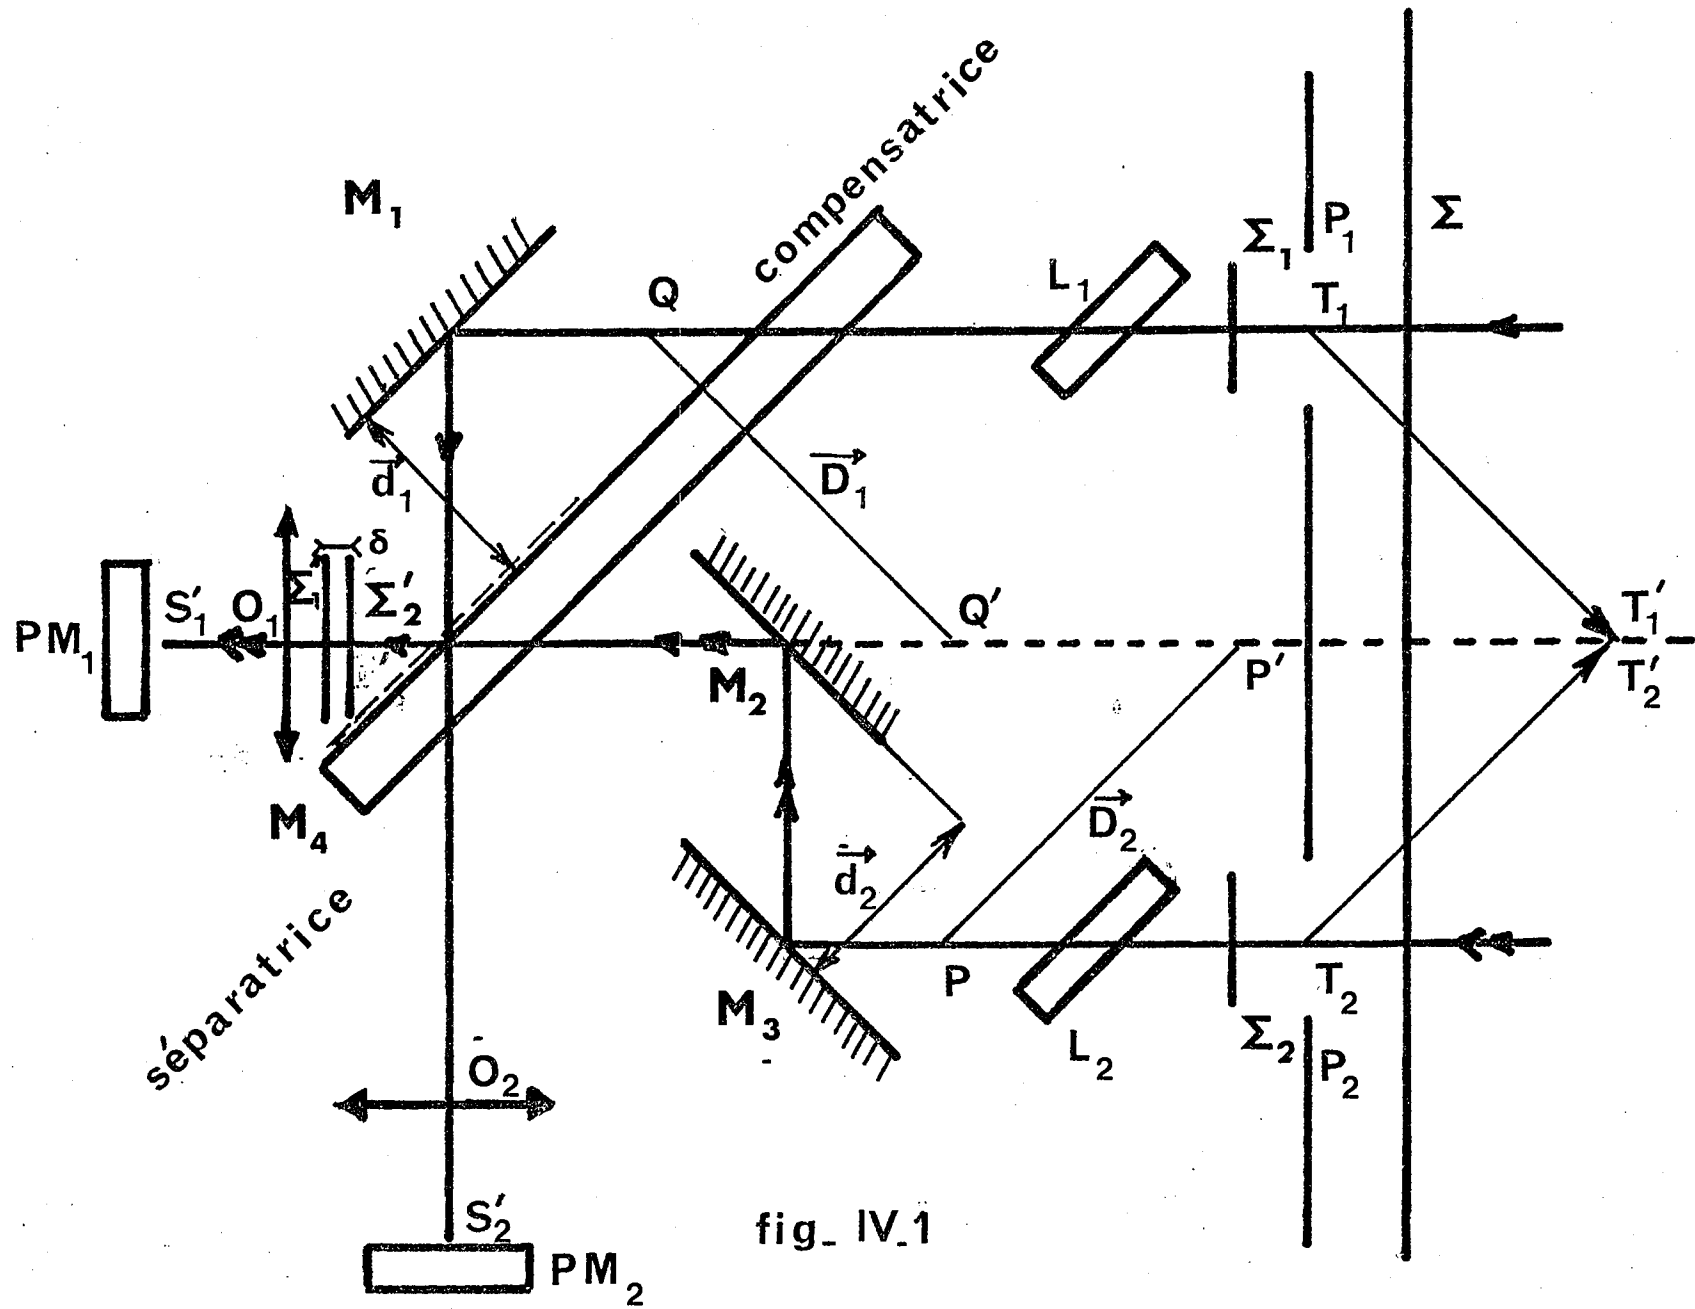 compensatrice
M₁
Σ
P₁
Σ₁
L₁
T₁
Q
d₁
D₁
δ
S′₁
O₁
Σ′₂
Q′
T′₁
PM₁
M₂
P′
T′₂
M₄
D₂
d₂
séparatrice
P
T₂
M₃
Σ₂
L₂
P₂
O₂
S′₂
fig_ IV_1
PM₂